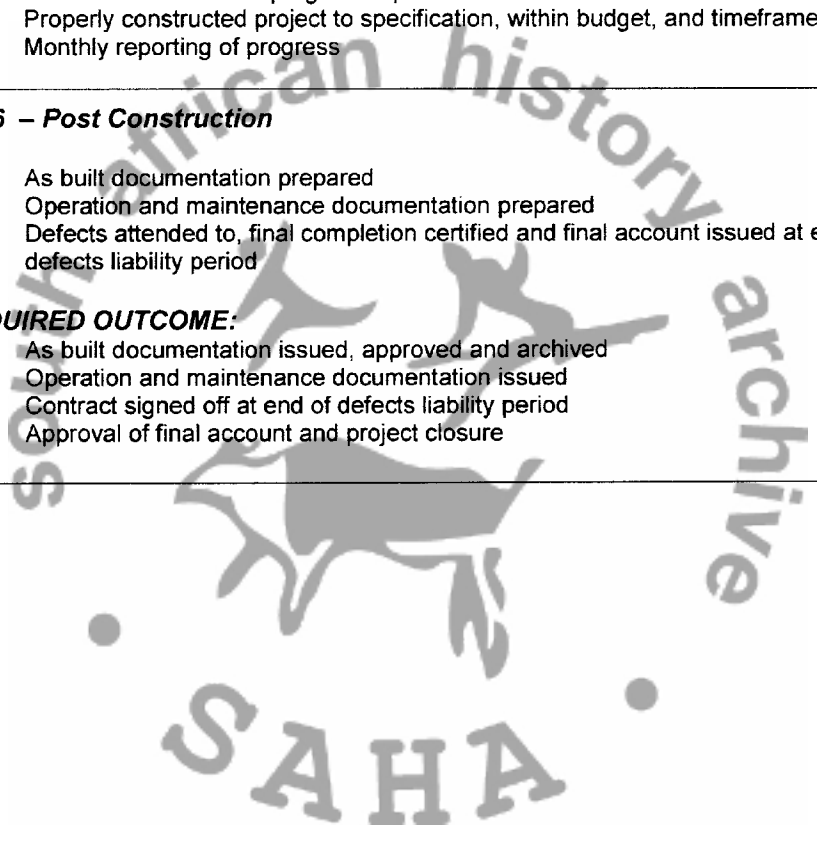 Properly constructed project to specification, within budget, and timeframe
Monthly reporting of progress
– Post Construction
As built documentation prepared
Operation and maintenance documentation prepared
Defects attended to, final completion certified and final account issued at
defects liability period
OUTCOME:
As built documentation issued, approved and archived
Operation and maintenance documentation issued
Contract signed off at end of defects liability period
Approval of final account and project closure
south african history archive
• SAHA •